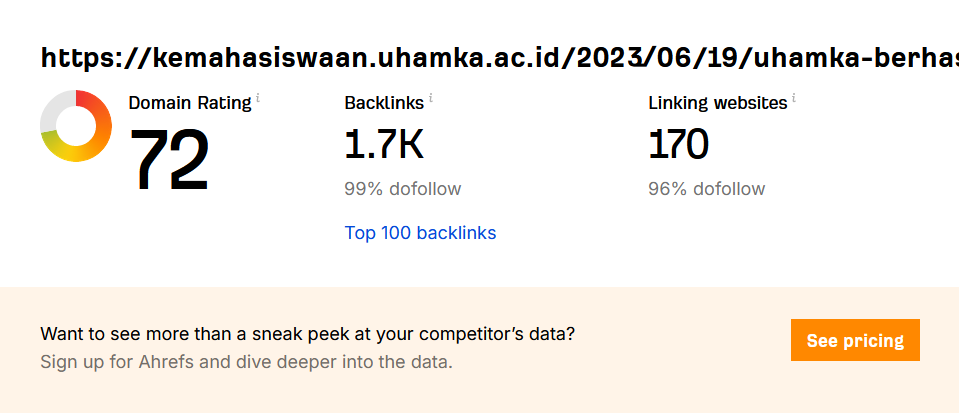 https://kemahasiswaan.uhamka.ac.id/2023/06/19/uhamka-berhas
Domain Rating i
72
Backlinks i
1.7K
99% dofollow
Top 100 backlinks
Linking websites i
170
96% dofollow
Want to see more than a sneak peek at your competitor’s data?
Sign up for Ahrefs and dive deeper into the data.
See pricing